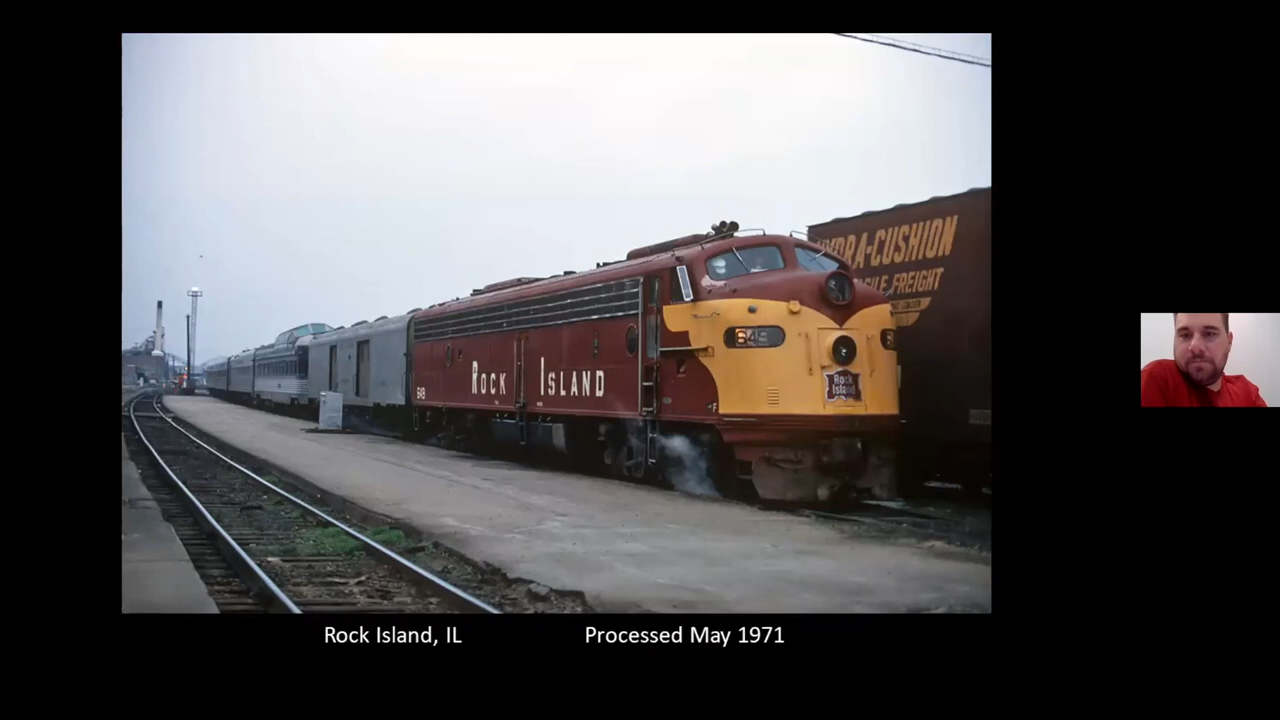 HYDRA-CUSHION
FREIGHT
ROCK ISLAND
649
Rock
Island
Rock Island, IL
Processed May 1971